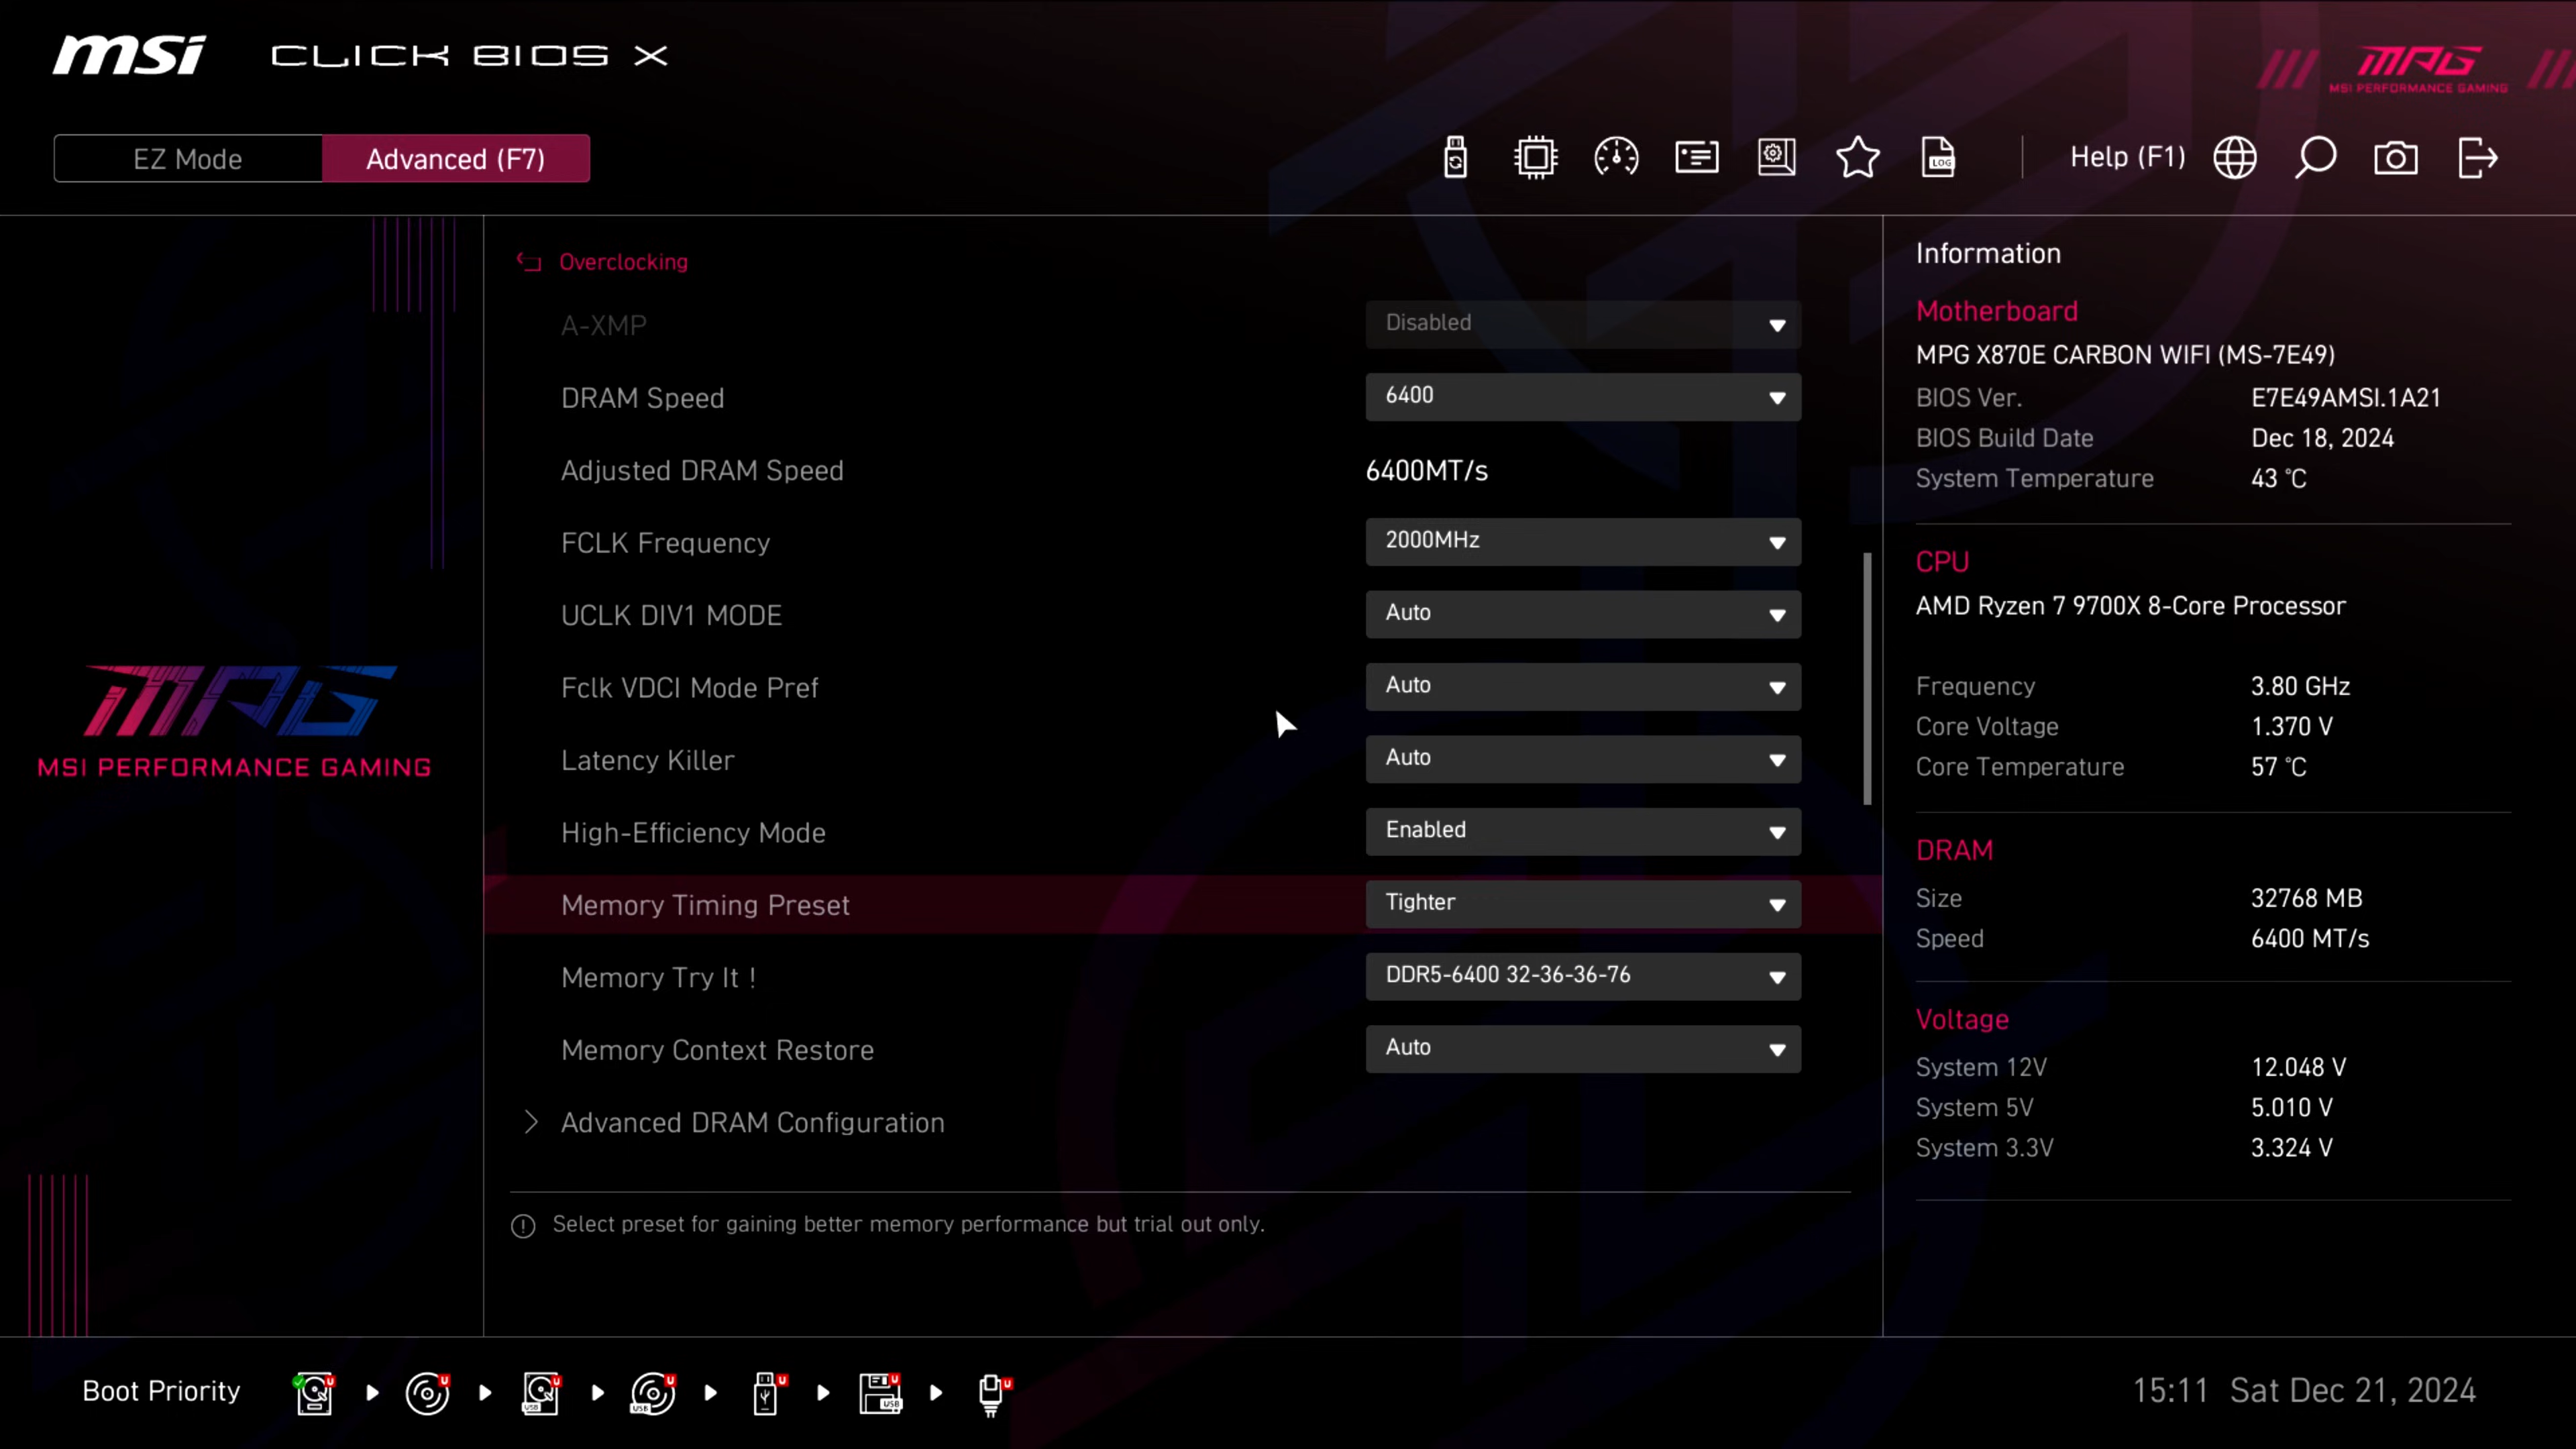 msi CLICK BIOS X
MPG
MSI PERFORMANCE GAMING
EZ Mode Advanced (F7)
LOG
Help (F1)
MPG
MSI PERFORMANCE GAMING
Overclocking
A-XMP Disabled
DRAM Speed 6400
Adjusted DRAM Speed 6400MT/s
FCLK Frequency 2000MHz
UCLK DIV1 MODE Auto
Fclk VDCI Mode Pref Auto
Latency Killer Auto
High-Efficiency Mode Enabled
Memory Timing Preset Tighter
Memory Try It ! DDR5-6400 32-36-36-76
Memory Context Restore Auto
Advanced DRAM Configuration
Select preset for gaining better memory performance but trial out only.
Information
Motherboard
MPG X870E CARBON WIFI (MS-7E49)
BIOS Ver. E7E49AMSI.1A21
BIOS Build Date Dec 18, 2024
System Temperature 43 °C
CPU
AMD Ryzen 7 9700X 8-Core Processor
Frequency 3.80 GHz
Core Voltage 1.370 V
Core Temperature 57 °C
DRAM
Size 32768 MB
Speed 6400 MT/s
Voltage
System 12V 12.048 V
System 5V 5.010 V
System 3.3V 3.324 V
Boot Priority
U U U USB U USB U U USB U
15:11 Sat Dec 21, 2024